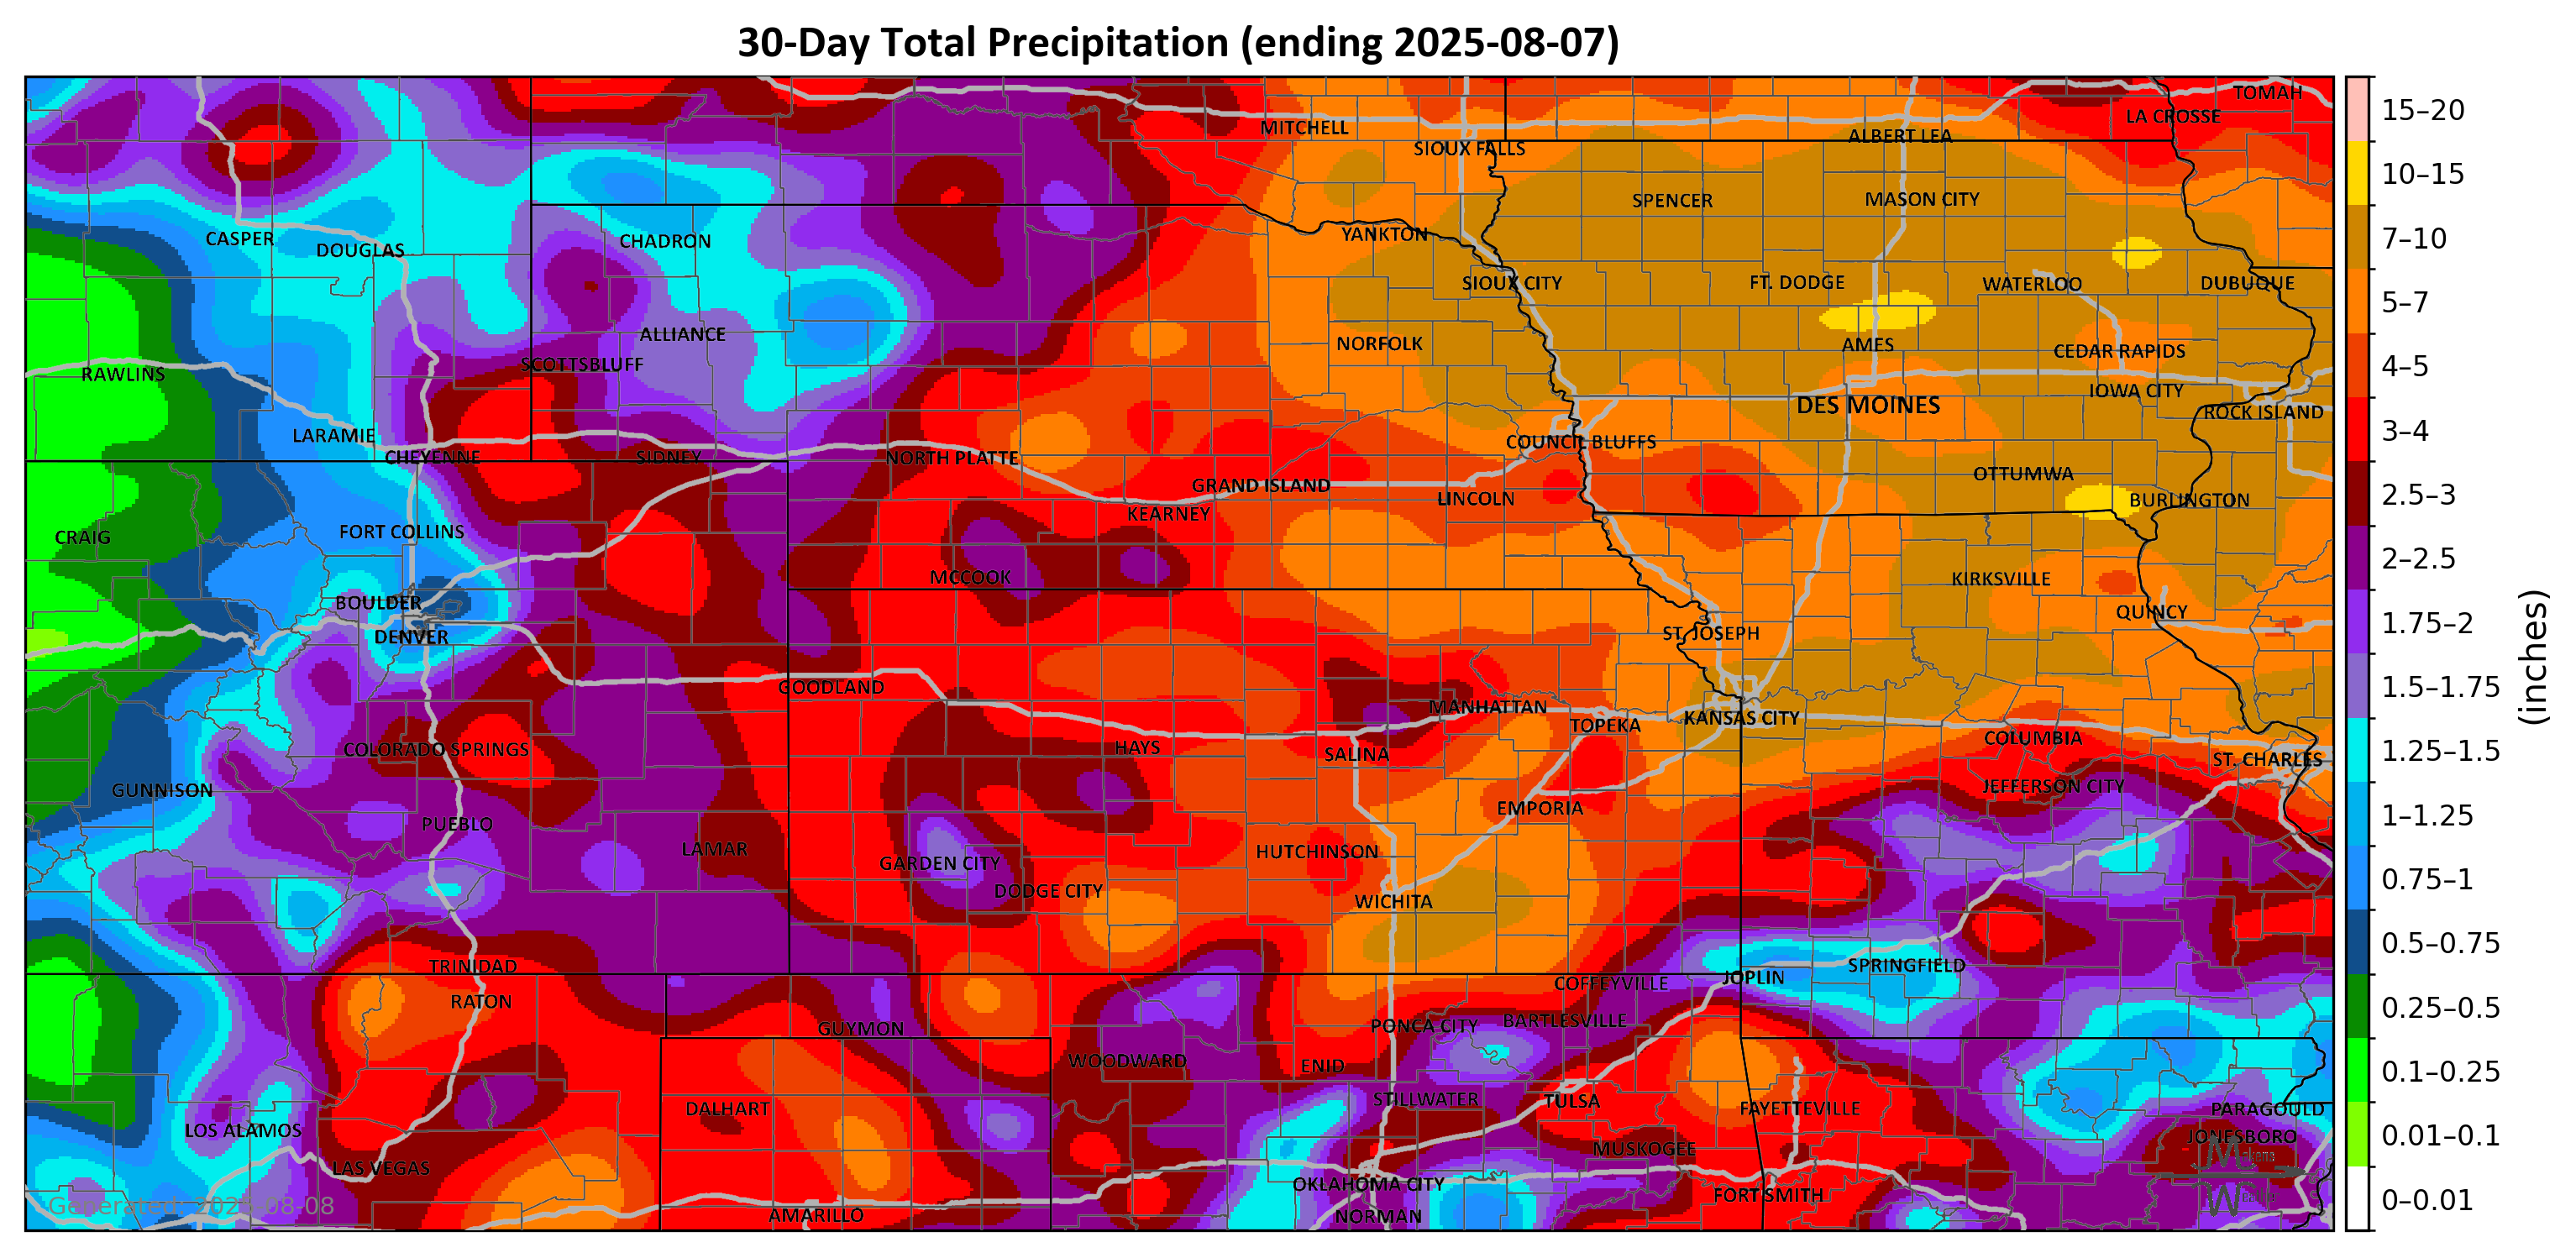 30-Day Total Precipitation (ending 2025-08-07)
TOMAH
LA CROSSE
MITCHELL
ALBERT LEA
SIOUX FALLS
SPENCER
MASON CITY
YANKTON
CASPER
DOUGLAS
CHADRON
SIOUX CITY
FT. DODGE
WATERLOO
DUBUQUE
ALLIANCE
NORFOLK
AMES
CEDAR RAPIDS
SCOTTSBLUFF
RAWLINS
IOWA CITY
DES MOINES
ROCK ISLAND
LARAMIE
COUNCIL BLUFFS
CHEYENNE
SIDNEY
NORTH PLATTE
OTTUMWA
GRAND ISLAND
LINCOLN
BURLINGTON
KEARNEY
FORT COLLINS
CRAIG
MCCOOK
KIRKSVILLE
BOULDER
QUINCY
DENVER
ST. JOSEPH
GOODLAND
MANHATTAN
TOPEKA
KANSAS CITY
COLUMBIA
COLORADO SPRINGS
HAYS
SALINA
ST. CHARLES
GUNNISON
JEFFERSON CITY
EMPORIA
PUEBLO
LAMAR
HUTCHINSON
GARDEN CITY
DODGE CITY
WICHITA
TRINIDAD
SPRINGFIELD
JOPLIN
COFFEYVILLE
RATON
GUYMON
PONCA CITY
BARTLESVILLE
WOODWARD
ENID
STILLWATER
TULSA
DALHART
FAYETTEVILLE
PARAGOULD
LOS ALAMOS
JONESBORO
MUSKOGEE
LAS VEGAS
OKLAHOMA CITY
FORT SMITH
AMARILLO
NORMAN
Generated: 2025-08-08
15–20
10–15
7–10
5–7
4–5
3–4
2.5–3
2–2.5
1.75–2
1.5–1.75
1.25–1.5
1–1.25
0.75–1
0.5–0.75
0.25–0.5
0.1–0.25
0.01–0.1
0–0.01
(inches)